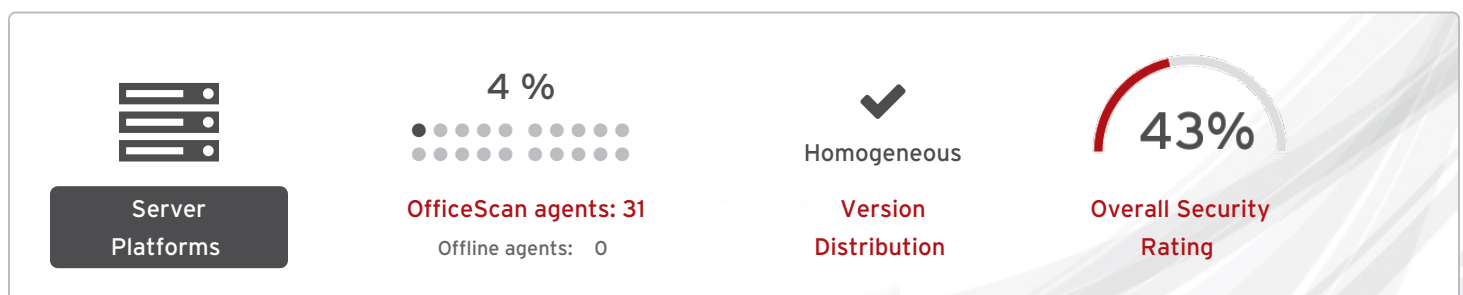 4 %
Homogeneous
43%
Server
Platforms
OfficeScan agents: 31
Offline agents: 0
Version
Distribution
Overall Security
Rating